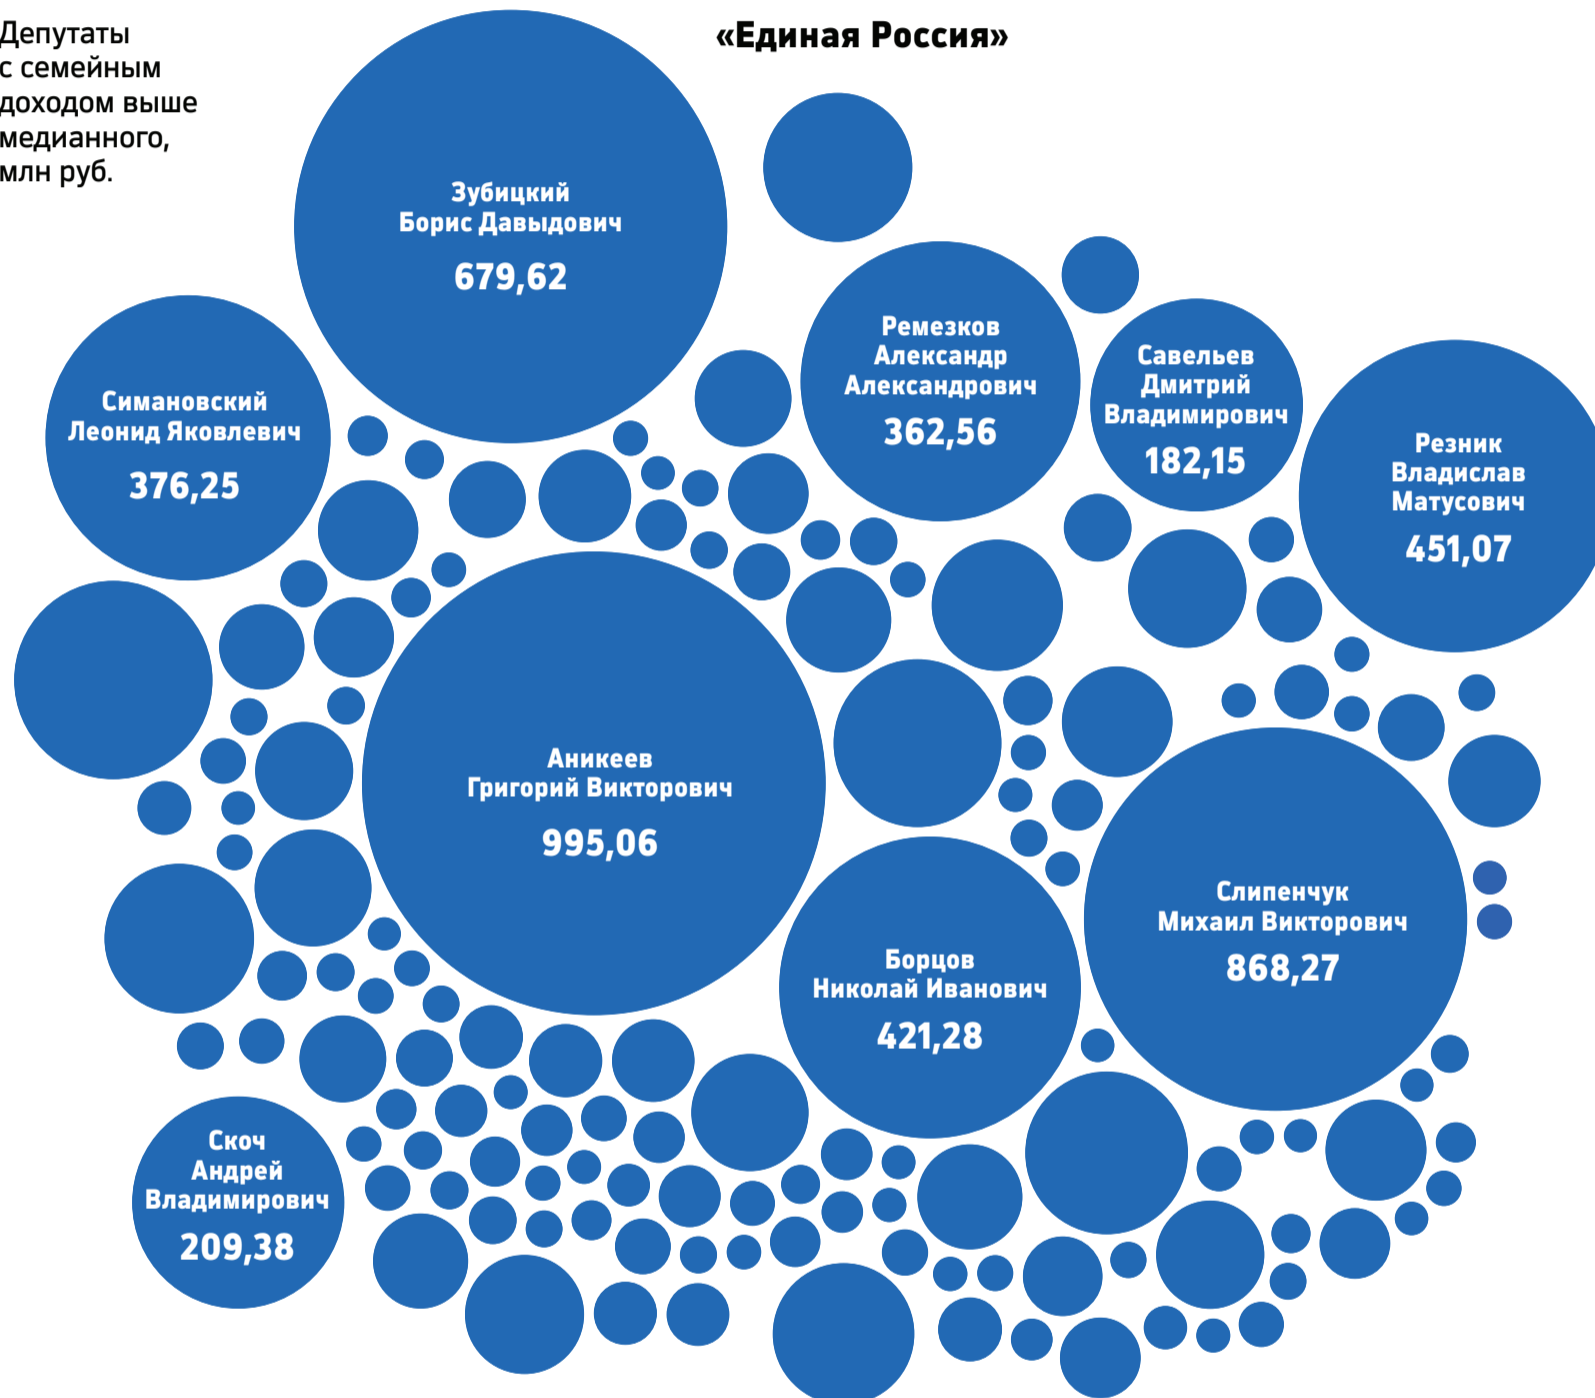 Депутаты
с семейным
доходом выше
медианного,
млн руб.
«Единая Россия»
Зубицкий
Борис Давыдович
679,62
Ремезков
Александр
Александрович
362,56
Савельев
Дмитрий
Владимирович
182,15
Симановский
Леонид Яковлевич
376,25
Резник
Владислав
Матусович
451,07
Аникеев
Григорий Викторович
995,06
Слипенчук
Михаил Викторович
868,27
Борцов
Николай Иванович
421,28
Скоч
Андрей
Владимирович
209,38